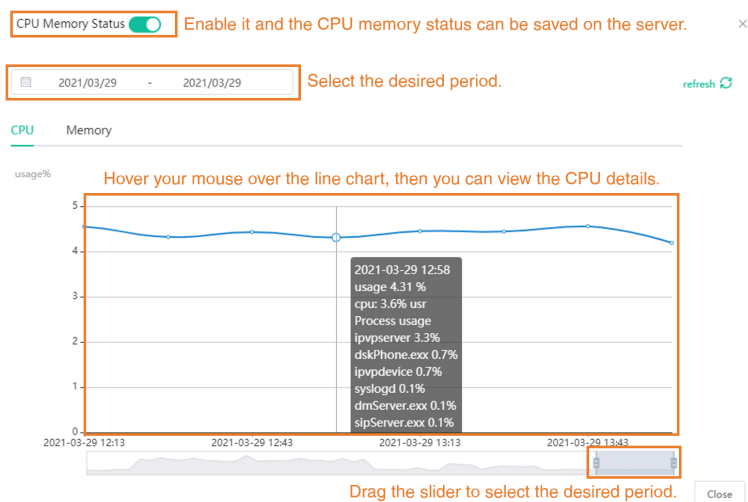 CPU Memory Status
Enable it and the CPU memory status can be saved on the server.
2021/03/29 - 2021/03/29
Select the desired period.
refresh
CPU Memory
usage%
Hover your mouse over the line chart, then you can view the CPU details.
5
4
3
2
1
0
2021-03-29 12:58
usage 4.31 %
cpu: 3.6% usr
Process usage
ipvpserver 3.3%
dskPhone.exx 0.7%
ipvpdevice 0.7%
syslogd 0.1%
dmServer.exx 0.1%
sipServer.exx 0.1%
2021-03-29 12:13 2021-03-29 12:43 2021-03-29 13:13 2021-03-29 13:43
Drag the slider to select the desired period.
Close